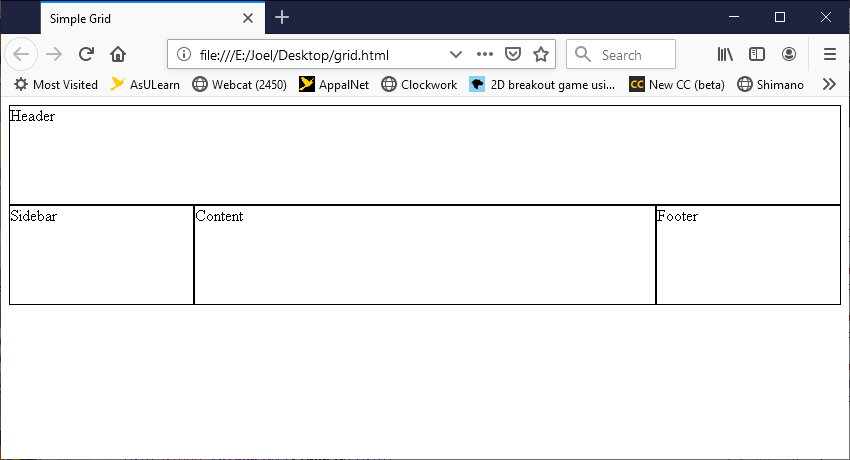 Simple Grid
file:///E:/Joel/Desktop/grid.html
Search
Most Visited AsULearn Webcat (2450) AppalNet Clockwork 2D breakout game usi... CC New CC (beta) Shimano
Header
Sidebar Content Footer